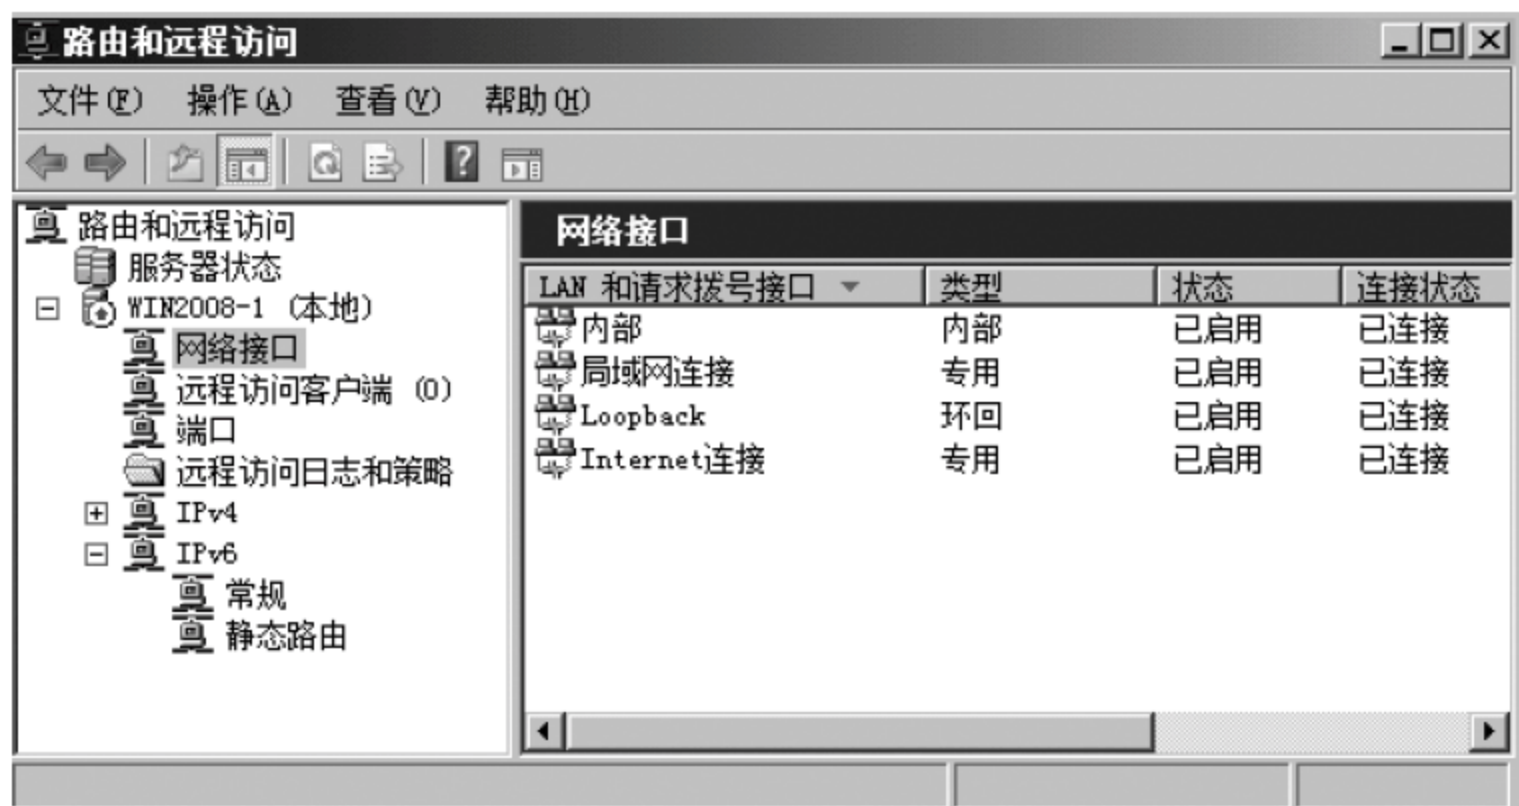 路由和远程访问
文件(F) 操作(A) 查看(V) 帮助(H)
路由和远程访问
服务器状态
WIN2008-1 (本地)
网络接口
远程访问客户端 (0)
端口
远程访问日志和策略
IPv4
IPv6
常规
静态路由
网络接口
LAN 和请求拨号接口 类型 状态 连接状态
内部 内部 已启用 已连接
局域网连接 专用 已启用 已连接
Loopback 环回 已启用 已连接
Internet连接 专用 已启用 已连接